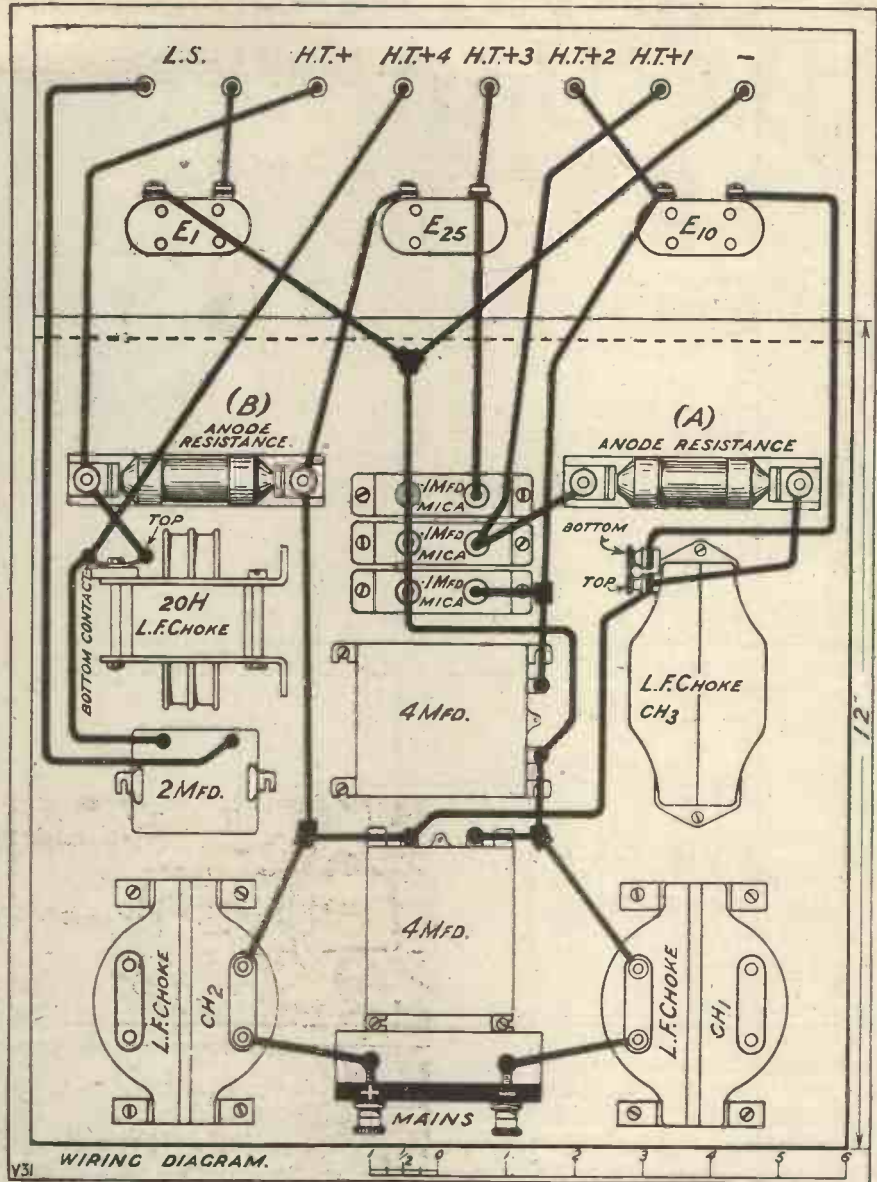 L.S. H.T.+ H.T.+4 H.T.+3 H.T.+2 H.T.+1 –
E1 E25 E10
(B)
ANODE
RESISTANCE.
(A)
ANODE RESISTANCE
.1MFD
MICA
.1MFD
MICA
.1MFD
MICA
TOP
BOTTOM CONTACT
20H
L.F.CHOKE
BOTTOM
TOP
L.F.CHOKE
CH3
4MFD.
2MFD.
12"
4MFD.
L.F.CHOKE
CH2
L.F.CHOKE
CH1
+ –
MAINS
WIRING DIAGRAM.
1 1/2 0 1 2 3 4 5 6
Y31